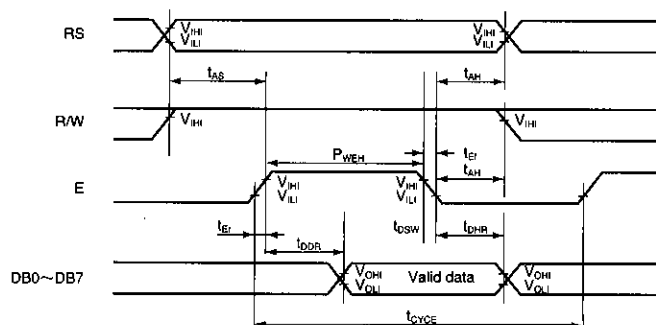 RS
VIHI
VILI
VIHI
VILI
tAS
tAH
R/W
VIHI
VIHI
PWEH
tEf
tAH
E
VIHI
VILI
VIHI
VILI
tEr
tDDR
tDSW
tDHR
DB0~DB7
VOHI
VOLI
Valid data
VOHI
VOLI
tCYCE